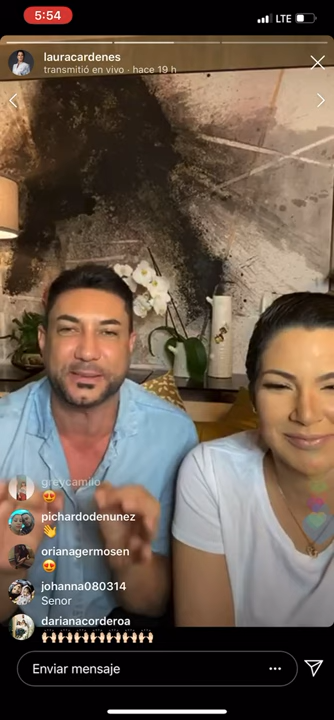 5:54
LTE
lauracardenes
transmitió en vivo · hace 19 h
greycamilo
😍
pichardodenunez
👋
orianagermosen
😍
johanna080314
Senor
darianacorderoa
🙌🏻🙌🏻🙌🏻🙌🏻🙌🏻🙌🏻🙌🏻
Enviar mensaje